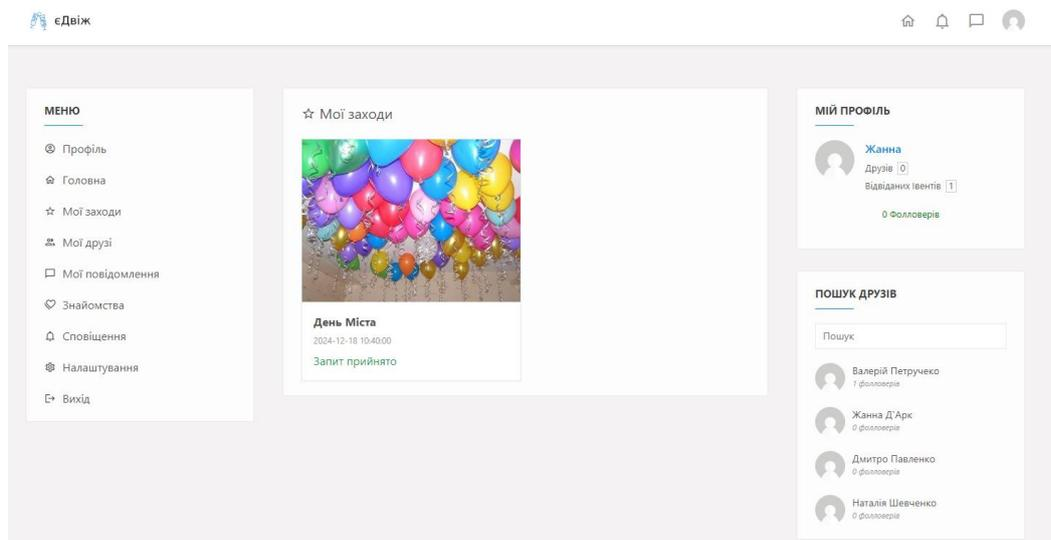 єДвіж
МЕНЮ
Профіль
Головна
Мої заходи
Мої друзі
Мої повідомлення
Знайомства
Сповіщення
Налаштування
Вихід
Мої заходи
День Міста
2024-12-18 10:40:00
Запит прийнято
МІЙ ПРОФІЛЬ
Жанна
Друзів 0
Відвіданих Івентів 1
0 Фолловерів
ПОШУК ДРУЗІВ
Пошук
Валерій Петручеко
1 фолловерів
Жанна Д'Арк
0 фолловерів
Дмитро Павленко
0 фолловерів
Наталія Шевченко
0 фолловерів